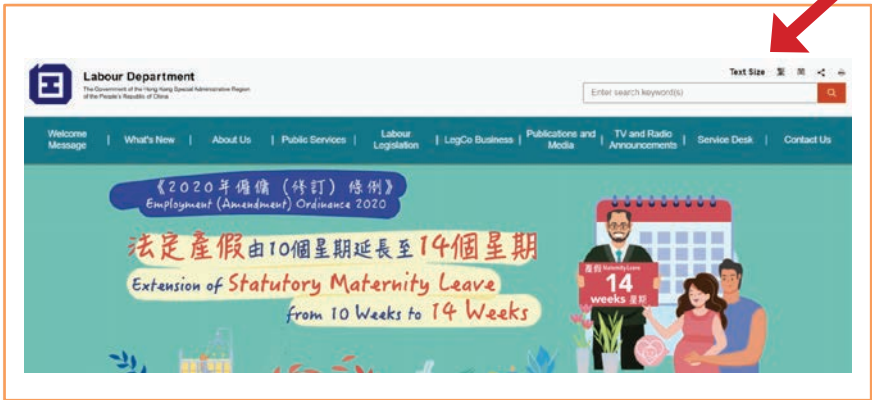 Labour Department
The Government of the Hong Kong Special Administrative Region
of the People's Republic of China
Text Size 繁 简
Enter search keyword(s)
Welcome Message | What's New | About Us | Public Services | Labour Legislation | LegCo Business | Publications and Media | TV and Radio Announcements | Service Desk | Contact Us
《2020年僱傭（修訂）條例》
Employment (Amendment) Ordinance 2020
法定產假由10個星期延長至14個星期
Extension of Statutory Maternity Leave
from 10 Weeks to 14 Weeks
產假 Maternity Leave
14
weeks 星期